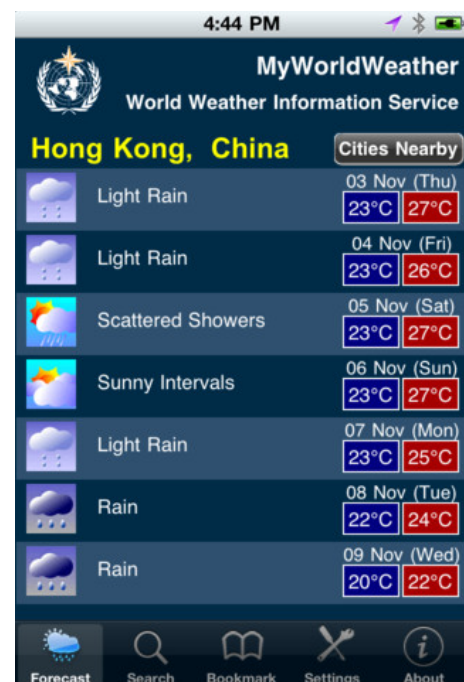 4:44 PM
MyWorldWeather
World Weather Information Service
Hong Kong, China
Cities Nearby
Light Rain
03 Nov (Thu)
23°C 27°C
Light Rain
04 Nov (Fri)
23°C 26°C
Scattered Showers
05 Nov (Sat)
23°C 27°C
Sunny Intervals
06 Nov (Sun)
23°C 27°C
Light Rain
07 Nov (Mon)
23°C 25°C
Rain
08 Nov (Tue)
22°C 24°C
Rain
09 Nov (Wed)
20°C 22°C
Forecast Search Bookmark Settings About